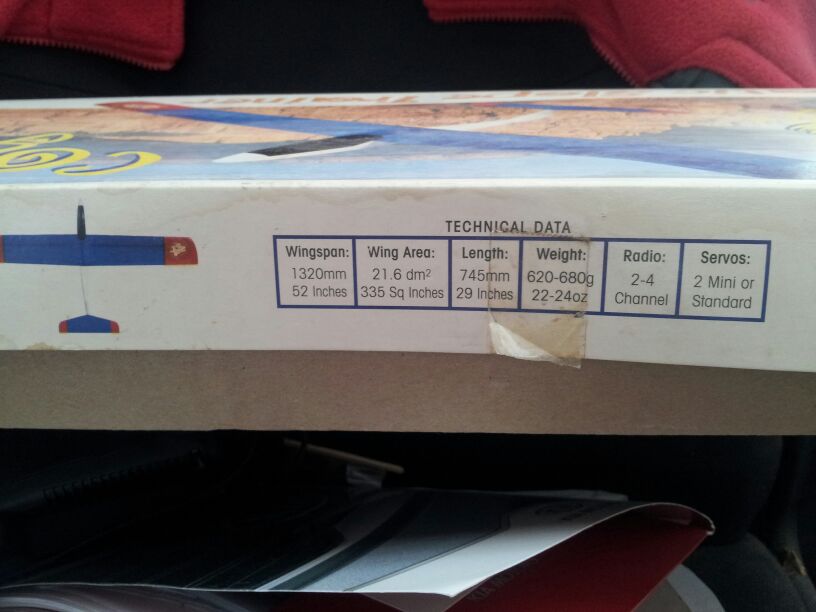 TECHNICAL DATA
Wingspan: Wing Area: Length: Weight: Radio: Servos:
1320mm 21.6 dm² 745mm 620-680g 2-4 2 Mini or
52 Inches 335 Sq Inches 29 Inches 22-24oz Channel Standard